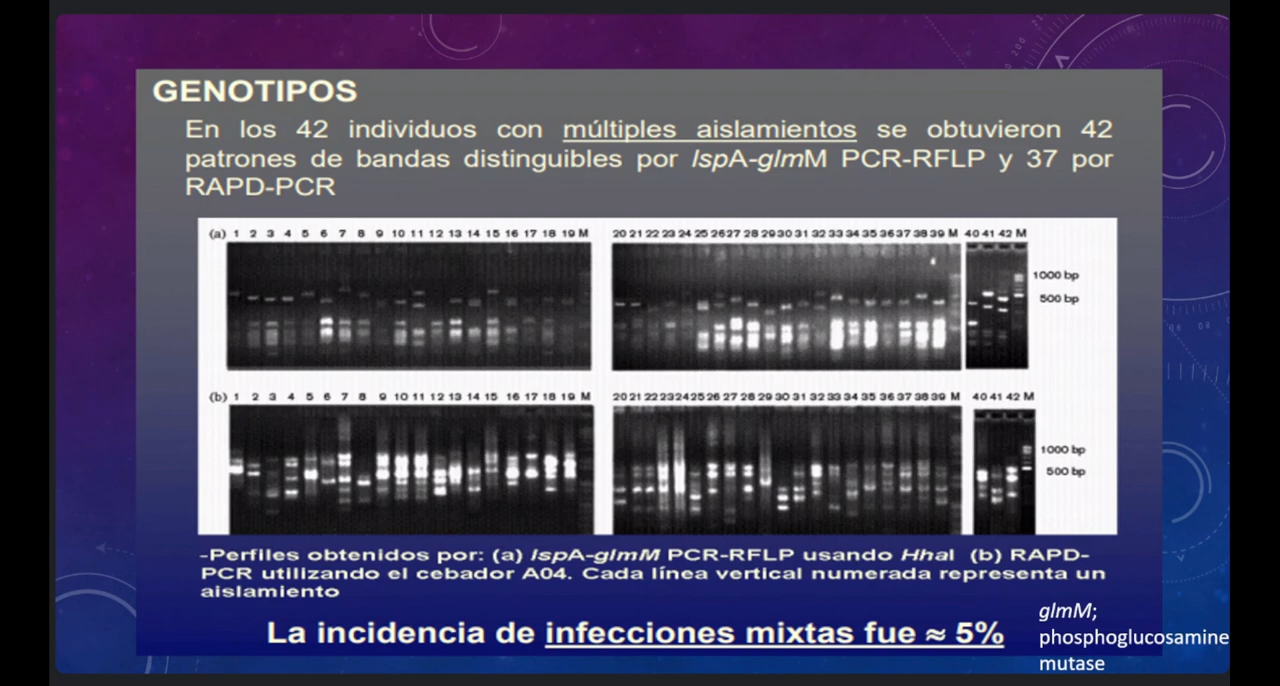 GENOTIPOS
En los 42 individuos con múltiples aislamientos se obtuvieron 42
patrones de bandas distinguibles por lspA-glmM PCR-RFLP y 37 por
RAPD-PCR
(a) 1 2 3 4 5 6 7 8 9 10 11 12 13 14 15 16 17 18 19 M 20 21 22 23 24 25 26 27 28 29 30 31 32 33 34 35 36 37 38 39 M 40 41 42 M
1000 bp
500 bp
(b) 1 2 3 4 5 6 7 8 9 10 11 12 13 14 15 16 17 18 19 M 20 21 22 23 24 25 26 27 28 29 30 31 32 33 34 35 36 37 38 39 M 40 41 42 M
1000 bp
500 bp
-Perfiles obtenidos por: (a) lspA-glmM PCR-RFLP usando HhaI (b) RAPD-
PCR utilizando el cebador A04. Cada línea vertical numerada representa un
aislamiento
La incidencia de infecciones mixtas fue ≈ 5%
glmM;
phosphoglucosamine
mutase